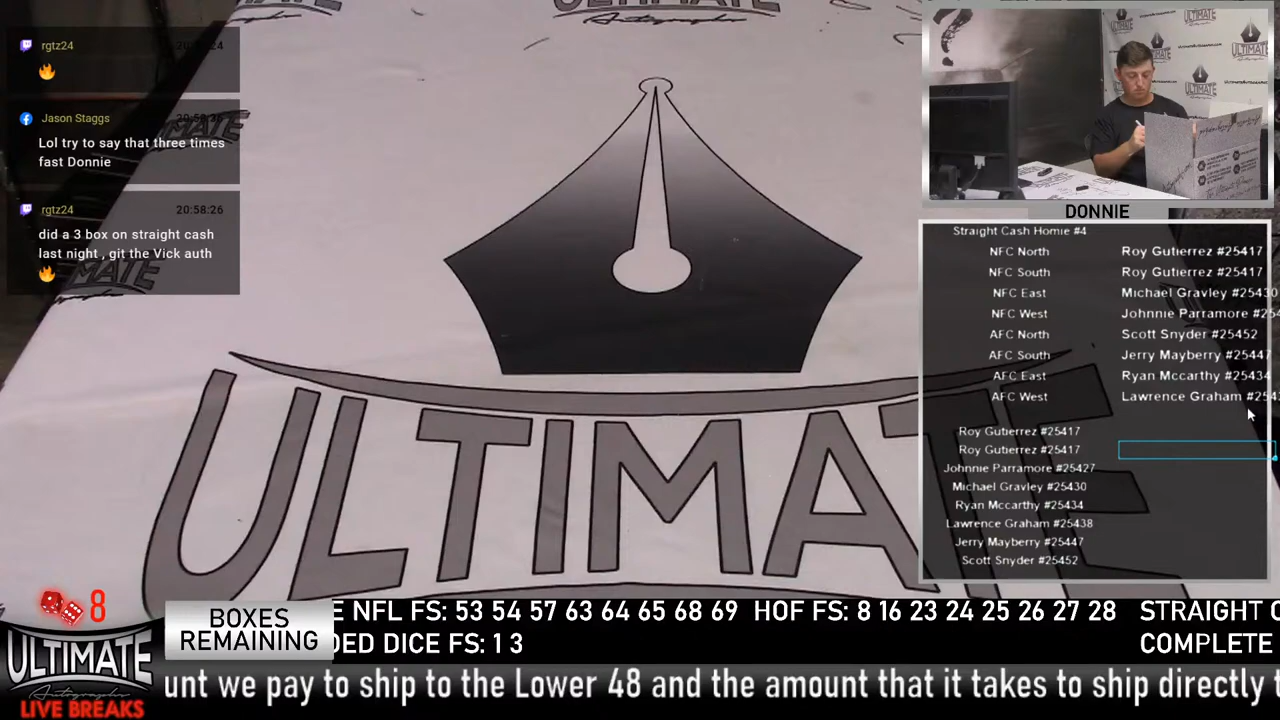 rgtz24
🔥
Jason Staggs
Lol try to say that three times
fast Donnie
rgtz24 20:58:26
did a 3 box on straight cash
last night , git the Vick auth
🔥
ULTIMATE
DONNIE
Straight Cash Homie #4
NFC North Roy Gutierrez #25417
NFC South Roy Gutierrez #25417
NFC East Michael Gravley #25430
NFC West Johnnie Parramore #254
AFC North Scott Snyder #25452
AFC South Jerry Mayberry #25447
AFC East Ryan Mccarthy #25434
AFC West Lawrence Graham #254
Roy Gutierrez #25417
Roy Gutierrez #25417
Johnnie Parramore #25427
Michael Gravley #25430
Ryan Mccarthy #25434
Lawrence Graham #25438
Jerry Mayberry #25447
Scott Snyder #25452
8
ULTIMATE
Autographs
LIVE BREAKS
BOXES
REMAINING
E NFL FS: 53 54 57 63 64 65 68 69 HOF FS: 8 16 23 24 25 26 27 28 STRAIGHT C
DED DICE FS: 1 3 COMPLETE
unt we pay to ship to the Lower 48 and the amount that it takes to ship directly t